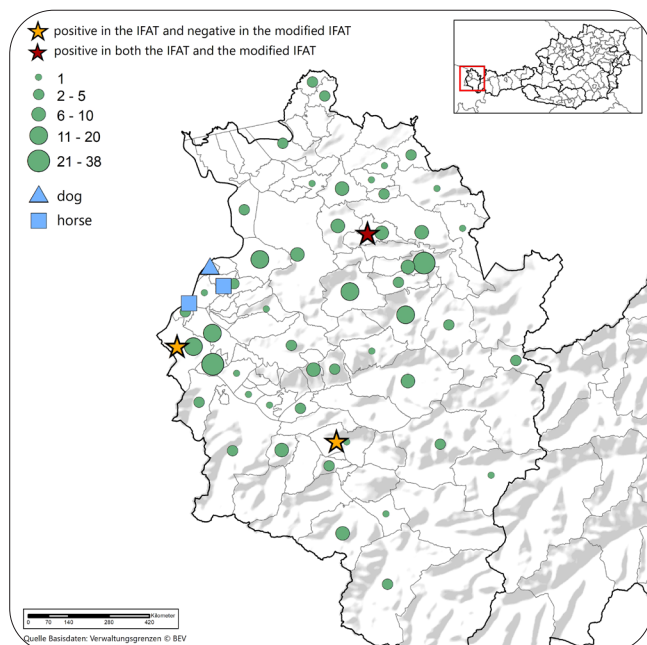 positive in the IFAT and negative in the modified IFAT
positive in both the IFAT and the modified IFAT
1
2 - 5
6 - 10
11 - 20
21 - 38
dog
horse
Kilometer
0 70 140 280 420
Quelle Basisdaten: Verwaltungsgrenzen © BEV